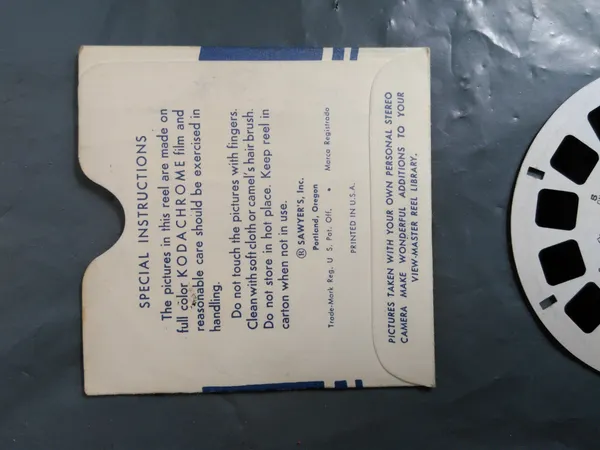 SPECIAL INSTRUCTIONS
The pictures in this reel are made on
full color KODACHROME film and
reasonable care should be exercised in
handling.
Do not touch the pictures with fingers.
Clean with soft cloth or camel's hair brush.
Do not store in hot place. Keep reel in
carton when not in use.
® SAWYER'S, Inc.
Portland, Oregon
Trade-Mark Reg. U S. Pat. Off. • Marca Registrada
PRINTED IN U.S.A.
PICTURES TAKEN WITH YOUR OWN PERSONAL STEREO
CAMERA MAKE WONDERFUL ADDITIONS TO YOUR
VIEW-MASTER REEL LIBRARY.